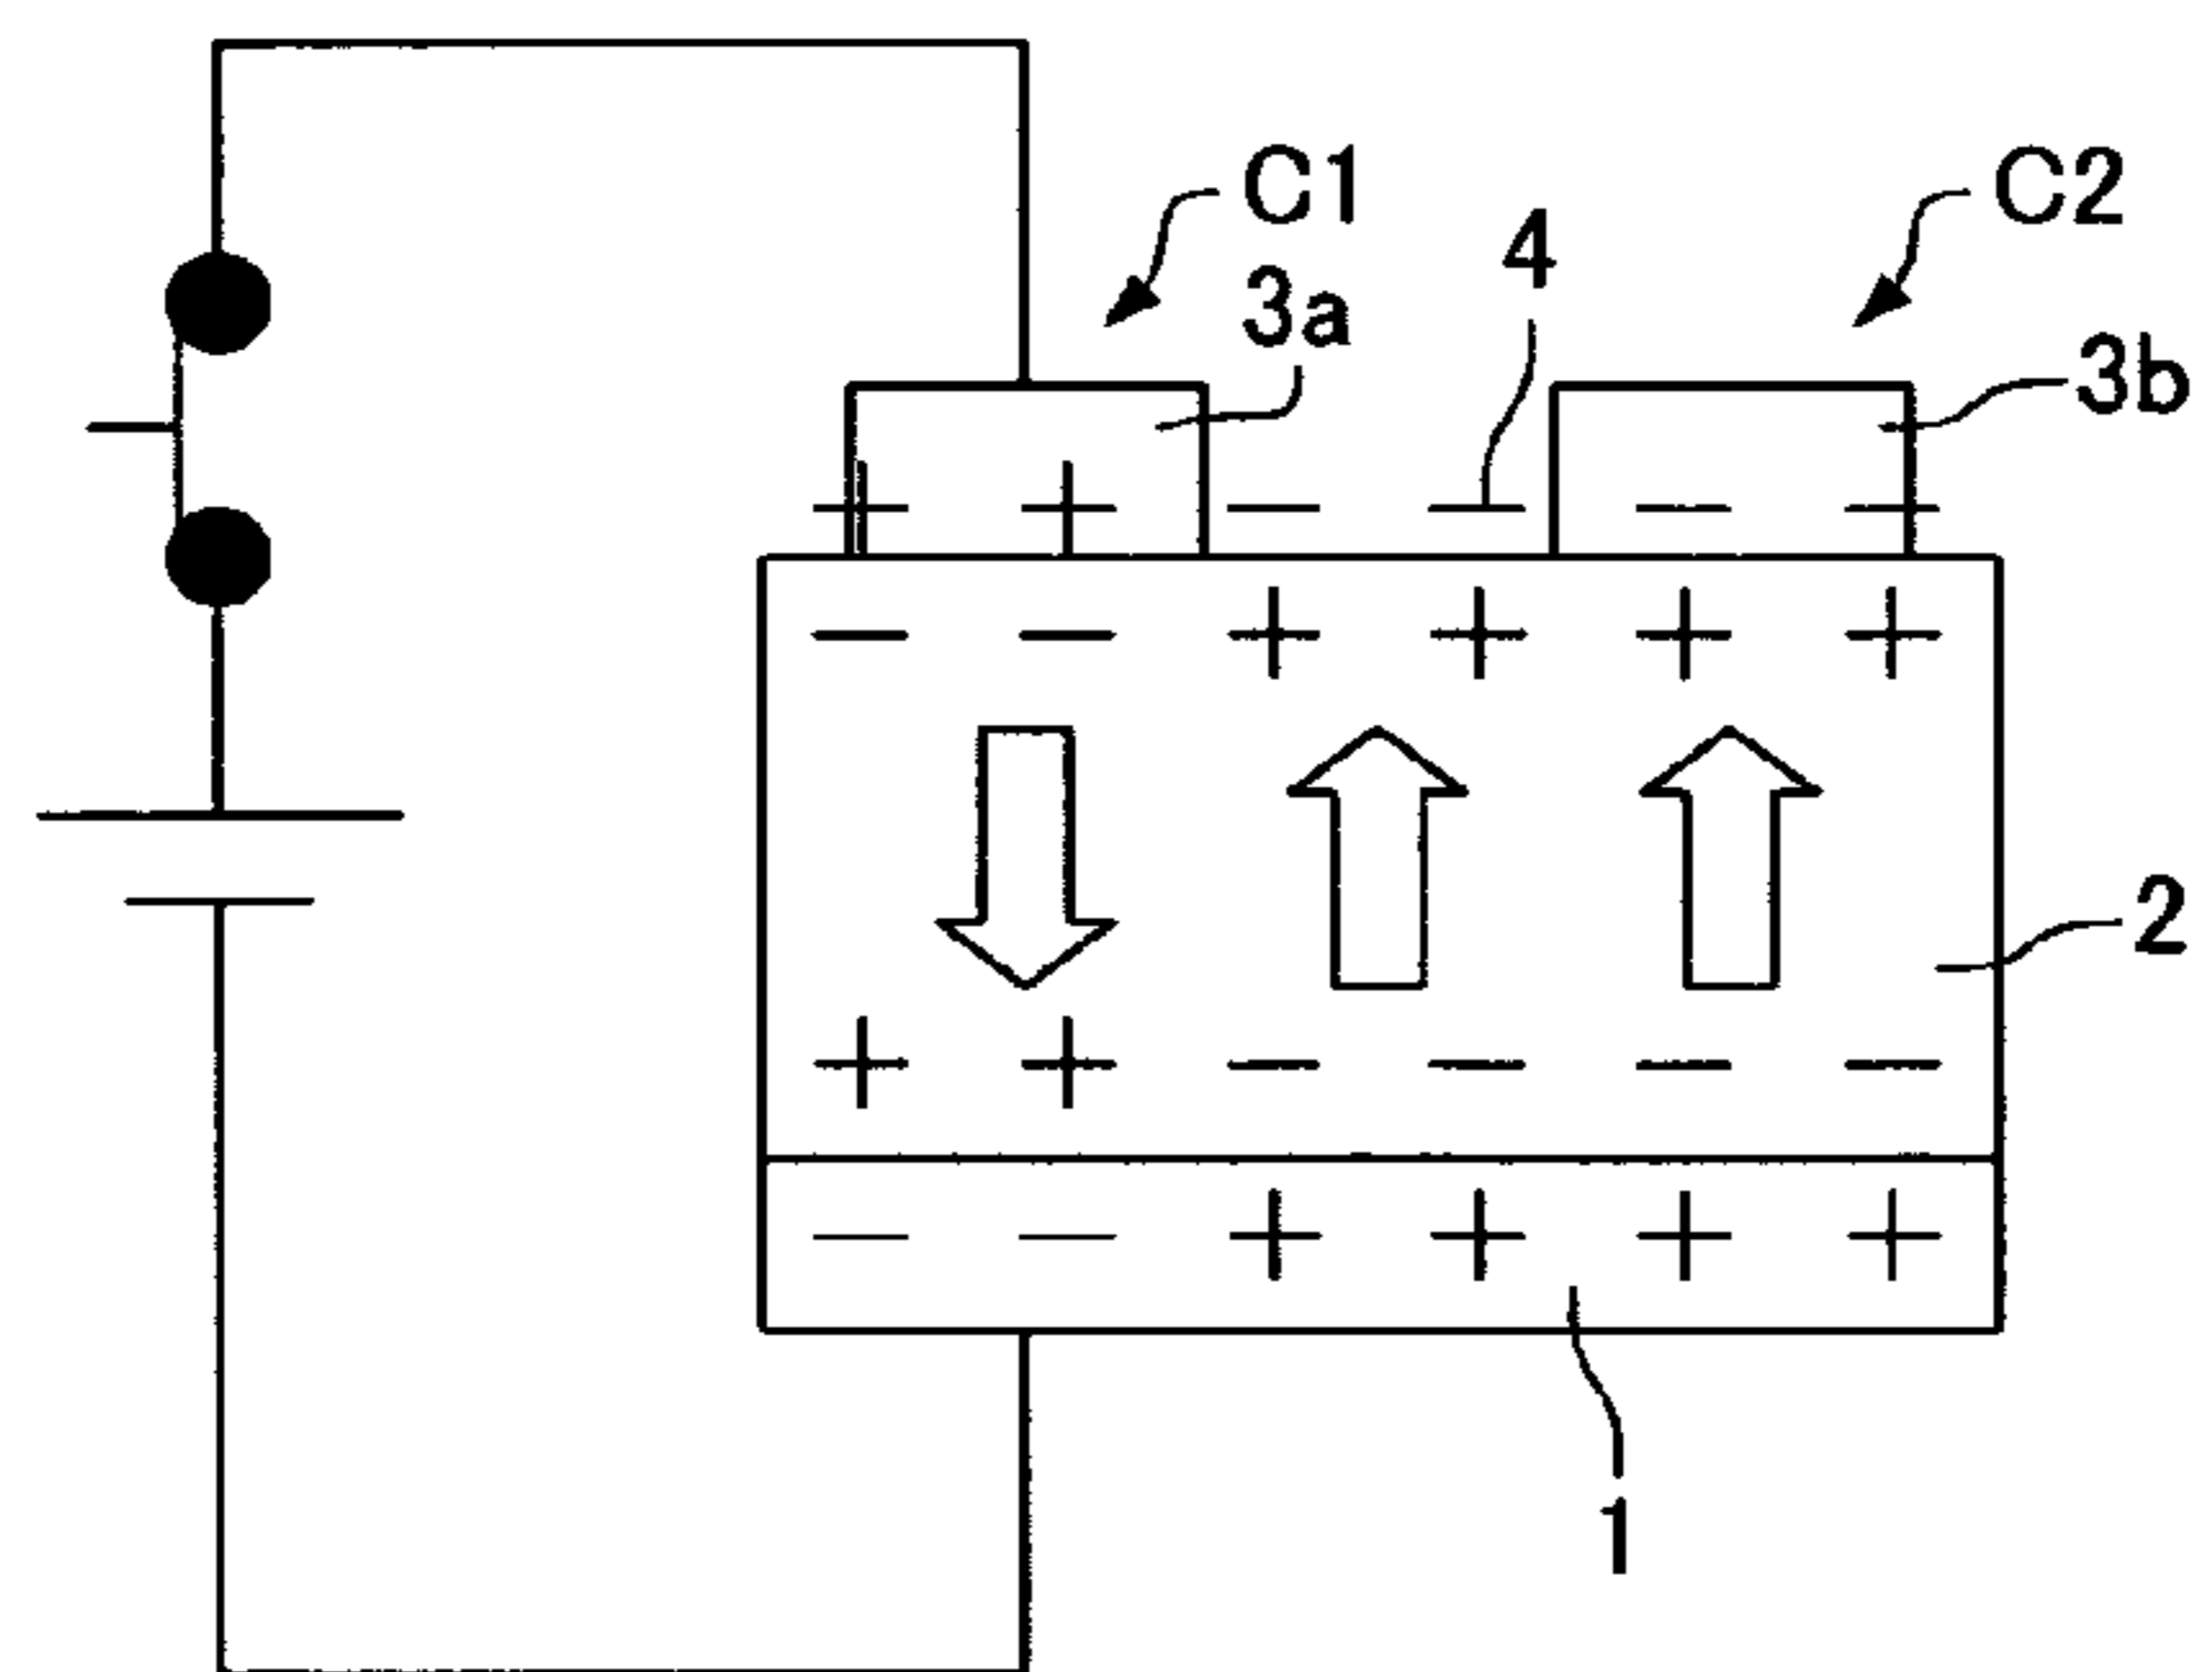 C1
C2
4
3a
3b
+ + − − − −
− − + + + +
2
+ + − − − −
− − + + + +
1